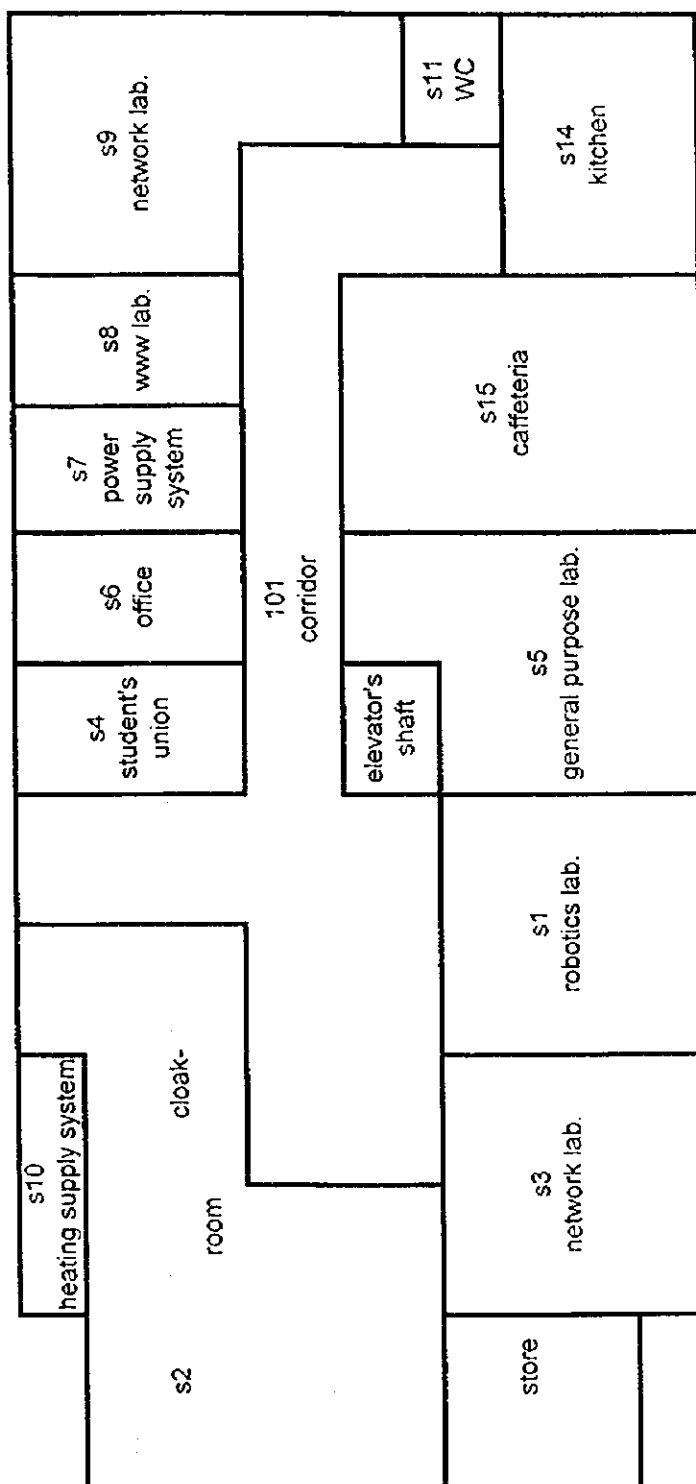 s10
heating supply system
s4
student's
union
s6
office
s7
power
supply
system
s8
www lab.
s9
network lab.
s2
cloak-
room
101
corridor
elevator's
shaft
s11
WC
store
s3
network lab.
s1
robotics lab.
s5
general purpose lab.
s15
caffeteria
s14
kitchen